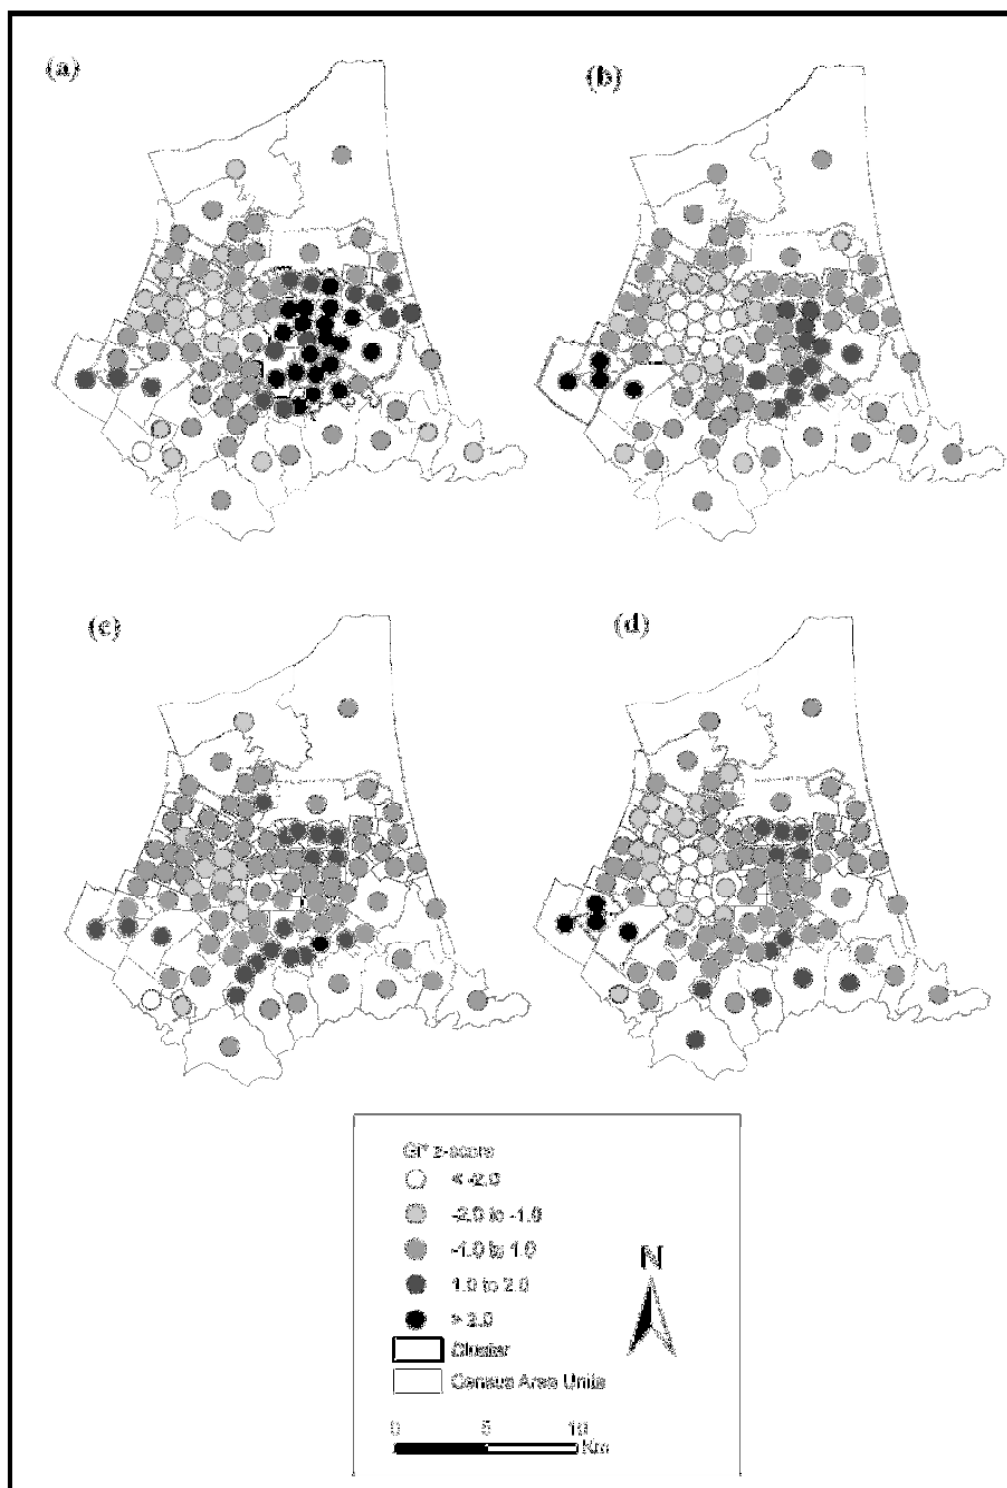 (a)
(b)
(c)
(d)
Gi* z-score
< -2.0
-2.0 to -1.0
-1.0 to 1.0
1.0 to 2.0
> 2.0
Cluster
Census Area Units
N
0 5 10
Km